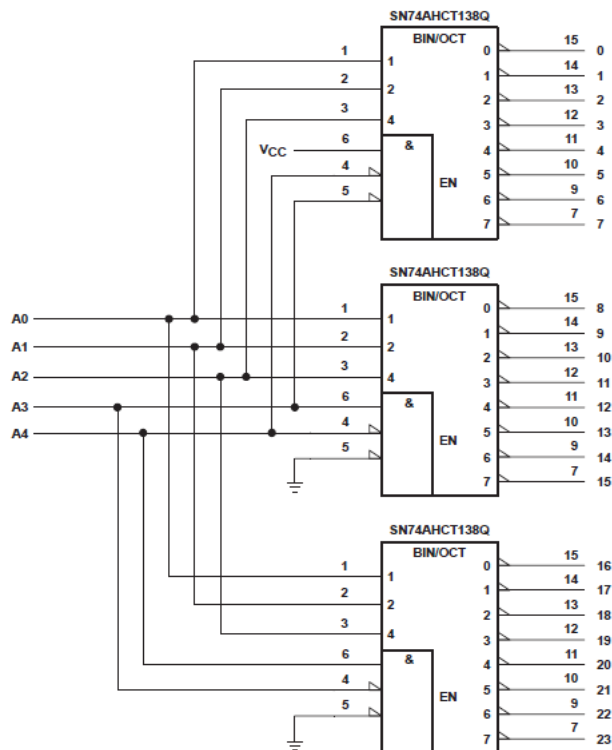 SN74AHCT138Q
BIN/OCT
1 1 0 15 0
1 14 1
2 2 2 13 2
3 4 3 12 3
VCC 6 & 4 11 4
4 5 10 5
5 EN 6 9 6
7 7 7
SN74AHCT138Q
BIN/OCT
A0 1 1 0 15 8
1 14 9
A1 2 2 2 13 10
A2 3 4 3 12 11
A3 6 & 4 11 12
A4 4 5 10 13
5 EN 6 9 14
7 7 15
SN74AHCT138Q
BIN/OCT
1 1 0 15 16
1 14 17
2 2 2 13 18
3 4 3 12 19
6 & 4 11 20
4 5 10 21
5 EN 6 9 22
7 7 23